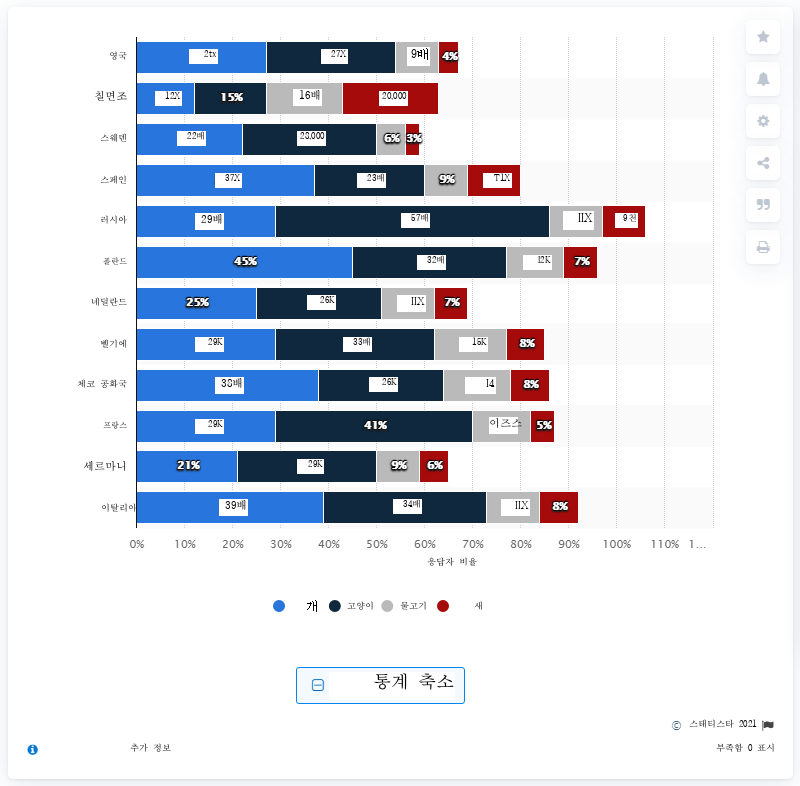 영국 27X 9배 4%
칠면조 12X 15% 16배 20,000
스웨덴 22배 28,000 6% 3%
스페인 37X 23배 9% T1X
러시아 29배 57배 IIX 9천
폴란드 45% 32배 12K 7%
네덜란드 25% 26K IIX 7%
벨기에 29K 33배 15K 8%
체코 공화국 38배 26K 14 8%
프랑스 29K 41% 이즈스 5%
세르마니 21% 29K 9% 6%
이탈리아 39배 34배 IIX 8%
0% 10% 20% 30% 40% 50% 60% 70% 80% 90% 100% 110% 1...
응답자 비율
개 고양이 물고기 새
통계 축소
© 스태티스타 2021
추가 정보 부족함 0 표시